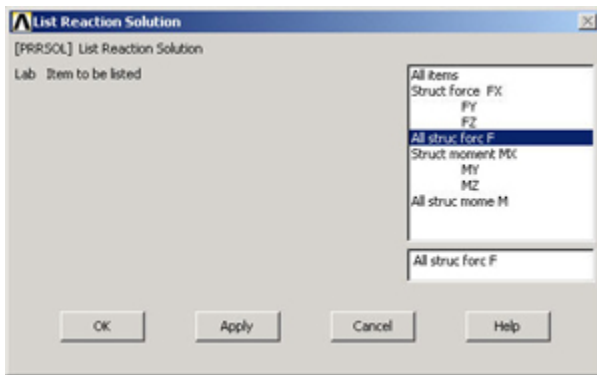 List Reaction Solution
[PRRSOL] List Reaction Solution
Lab Item to be listed
All items
Struct force FX
FY
FZ
All struc forc F
Struct moment MX
MY
MZ
All struc mome M
All struc forc F
OK Apply Cancel Help